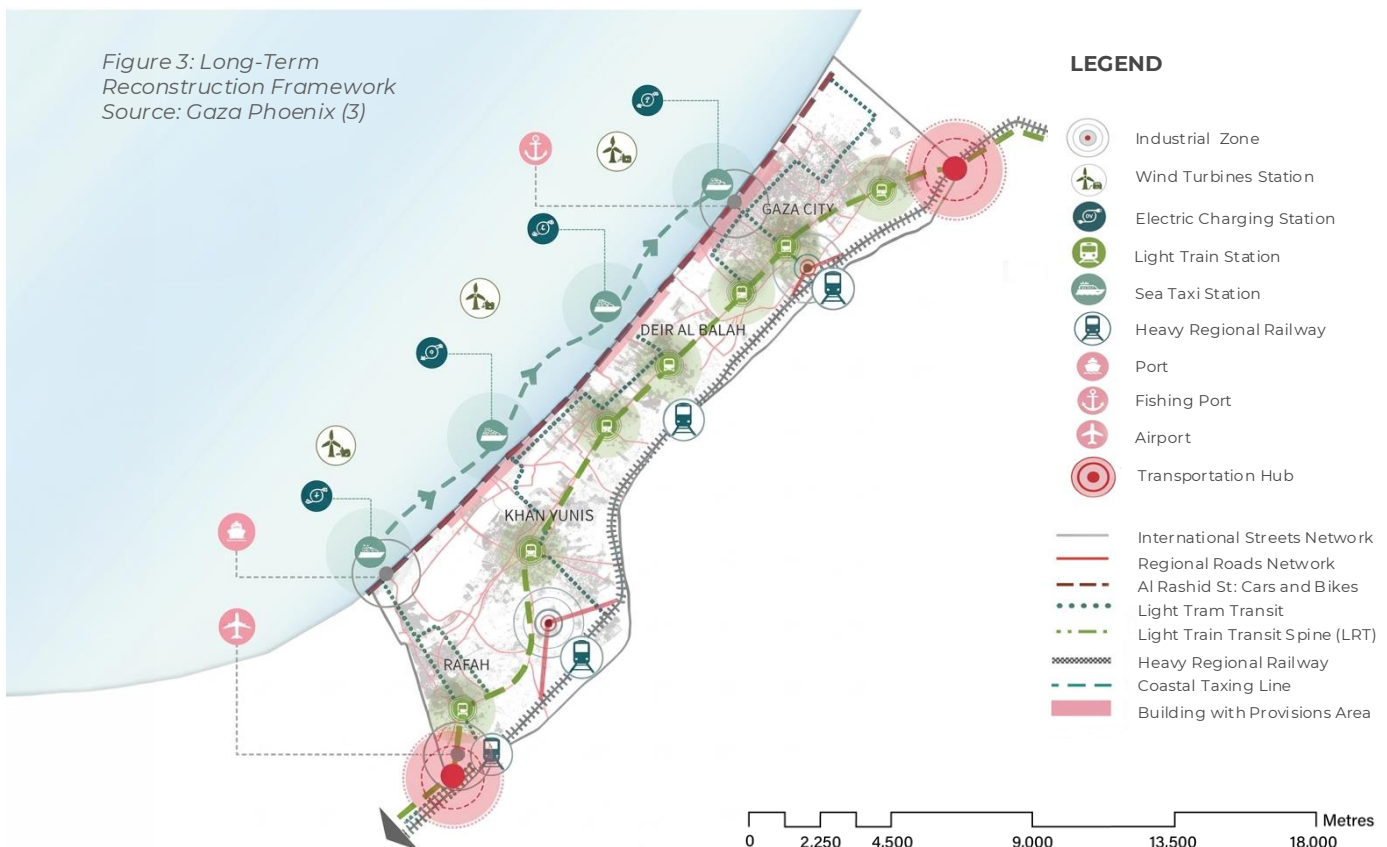 Figure 3: Long-Term
Reconstruction Framework
Source: Gaza Phoenix (3)
GAZA CITY
DEIR AL BALAH
KHAN YUNIS
RAFAH
LEGEND
Industrial Zone
Wind Turbines Station
Electric Charging Station
Light Train Station
Sea Taxi Station
Heavy Regional Railway
Port
Fishing Port
Airport
Transportation Hub
International Streets Network
Regional Roads Network
Al Rashid St: Cars and Bikes
Light Tram Transit
Light Train Transit Spine (LRT)
Heavy Regional Railway
Coastal Taxing Line
Building with Provisions Area
Metres
0 2.250 4.500 9.000 13.500 18.000